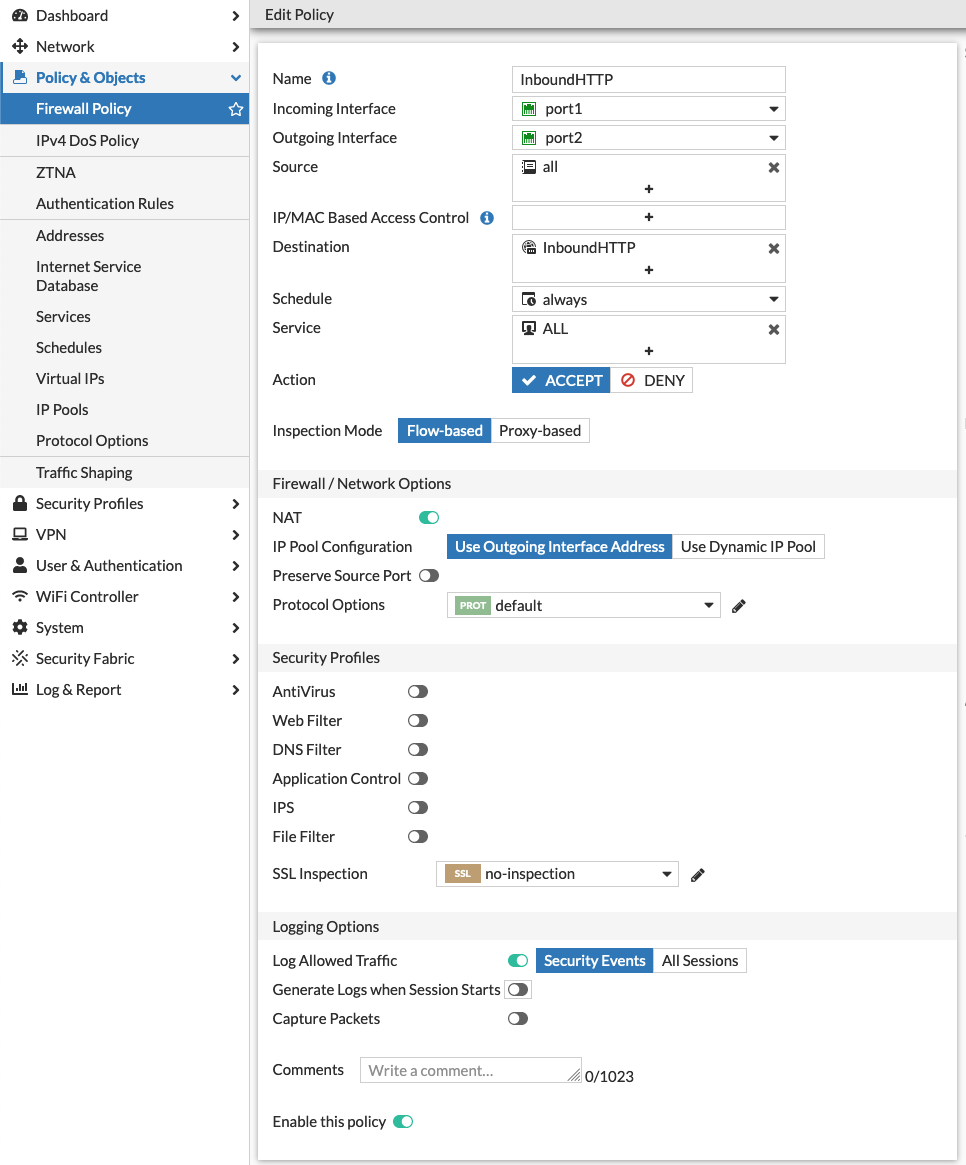 Dashboard
Network
Policy & Objects
Firewall Policy
IPv4 DoS Policy
ZTNA
Authentication Rules
Addresses
Internet Service
Database
Services
Schedules
Virtual IPs
IP Pools
Protocol Options
Traffic Shaping
Security Profiles
VPN
User & Authentication
WiFi Controller
System
Security Fabric
Log & Report
Edit Policy
Name InboundHTTP
Incoming Interface port1
Outgoing Interface port2
Source all
IP/MAC Based Access Control
Destination InboundHTTP
Schedule always
Service ALL
Action ACCEPT DENY
Inspection Mode Flow-based Proxy-based
Firewall / Network Options
NAT
IP Pool Configuration Use Outgoing Interface Address Use Dynamic IP Pool
Preserve Source Port
Protocol Options PROT default
Security Profiles
AntiVirus
Web Filter
DNS Filter
Application Control
IPS
File Filter
SSL Inspection SSL no-inspection
Logging Options
Log Allowed Traffic Security Events All Sessions
Generate Logs when Session Starts
Capture Packets
Comments Write a comment... 0/1023
Enable this policy